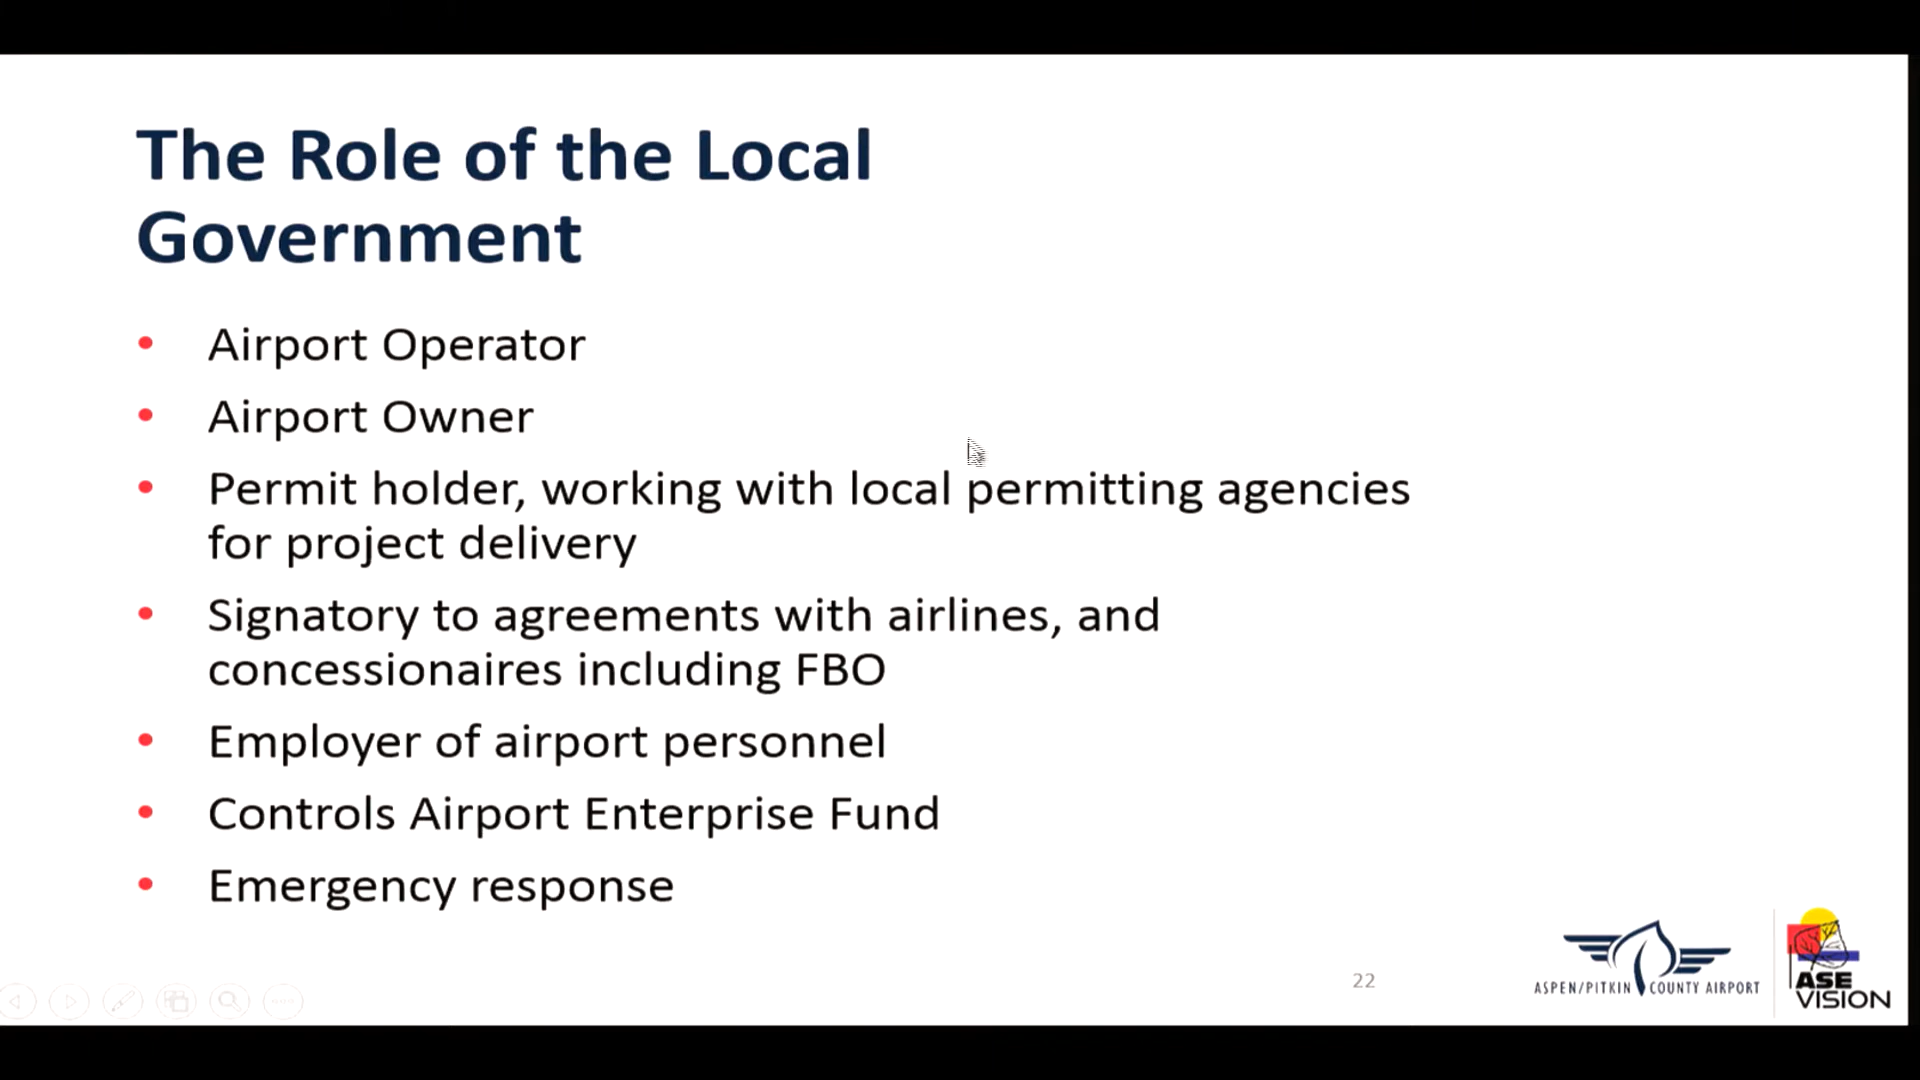 The Role of the Local
Government
• Airport Operator
• Airport Owner
• Permit holder, working with local permitting agencies
for project delivery
• Signatory to agreements with airlines, and
concessionaires including FBO
• Employer of airport personnel
• Controls Airport Enterprise Fund
• Emergency response
22
ASPEN/PITKIN COUNTY AIRPORT
ASE
VISION